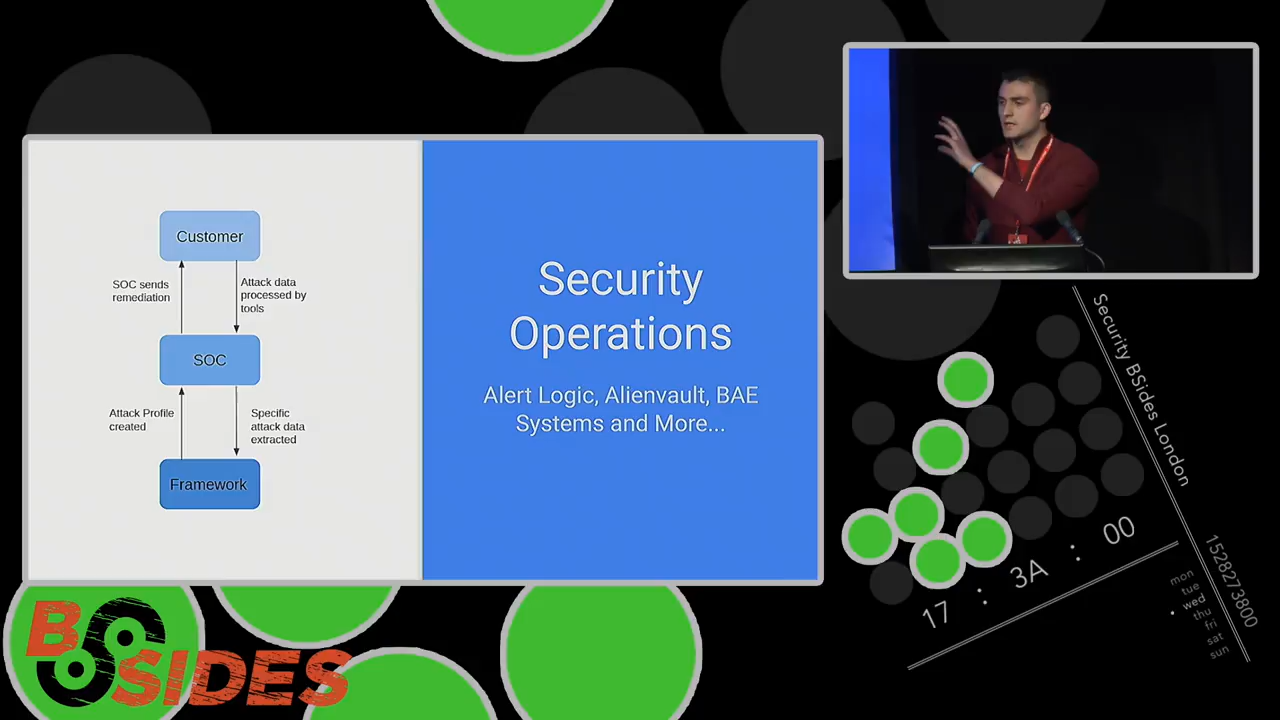 Customer
SOC sends
remediation
Attack data
processed by
tools
SOC
Attack Profile
created
Specific
attack data
extracted
Framework
Security
Operations
Alert Logic, Alienvault, BAE
Systems and More...
Security BSides London
17 : 3A : 00
1528273800
mon
tue
wed
thu
fri
sat
sun
BSIDES